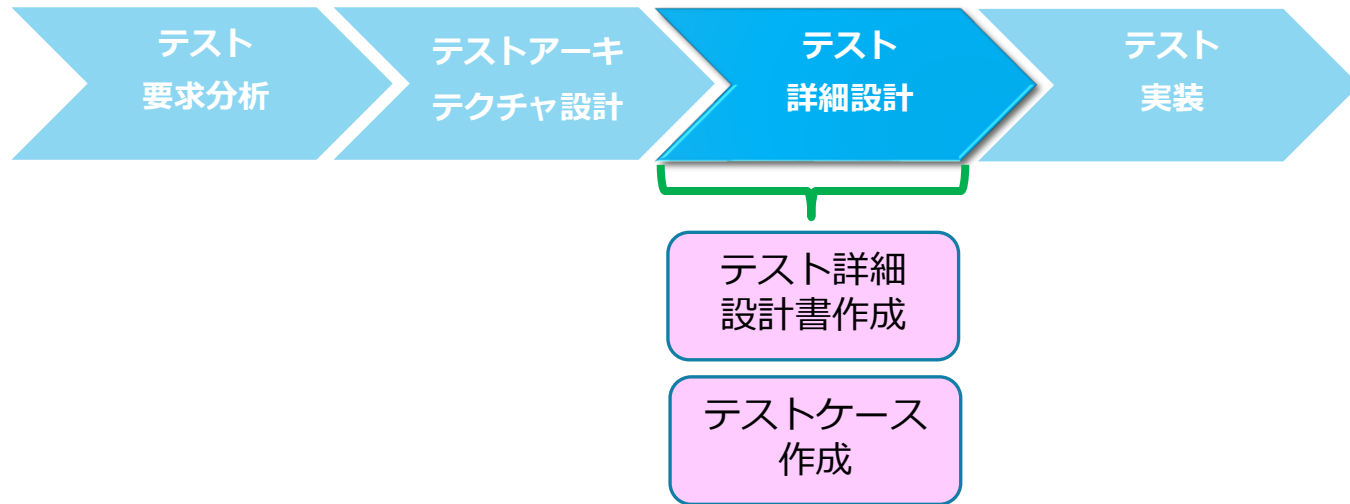 テスト
要求分析
テストアーキ
テクチャ設計
テスト
詳細設計
テスト
実装
テスト詳細
設計書作成
テストケース
作成